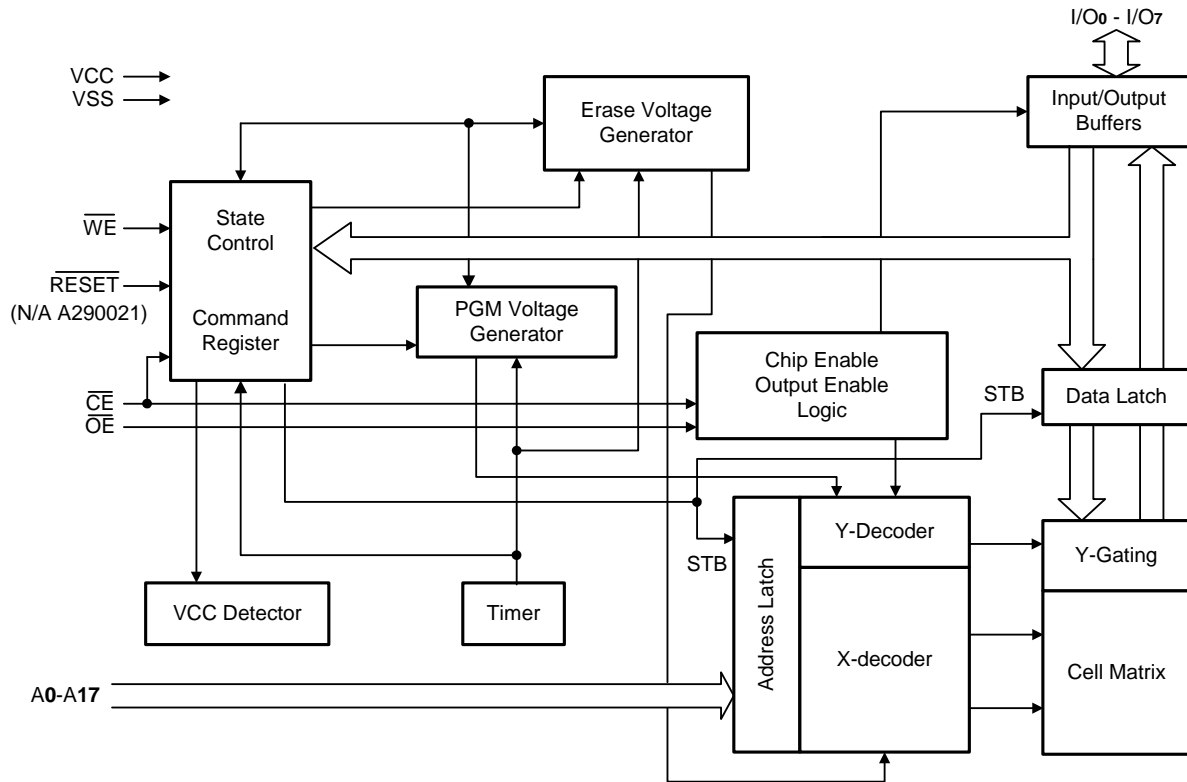 I/O0 - I/O7
VCC
VSS
Erase Voltage
Generator
Input/Output
Buffers
WE
State
Control
RESET
(N/A A290021)
Command
Register
PGM Voltage
Generator
Chip Enable
Output Enable
Logic
CE
OE
STB
Data Latch
Y-Decoder
STB
Y-Gating
VCC Detector
Timer
Address Latch
X-decoder
Cell Matrix
A0-A17